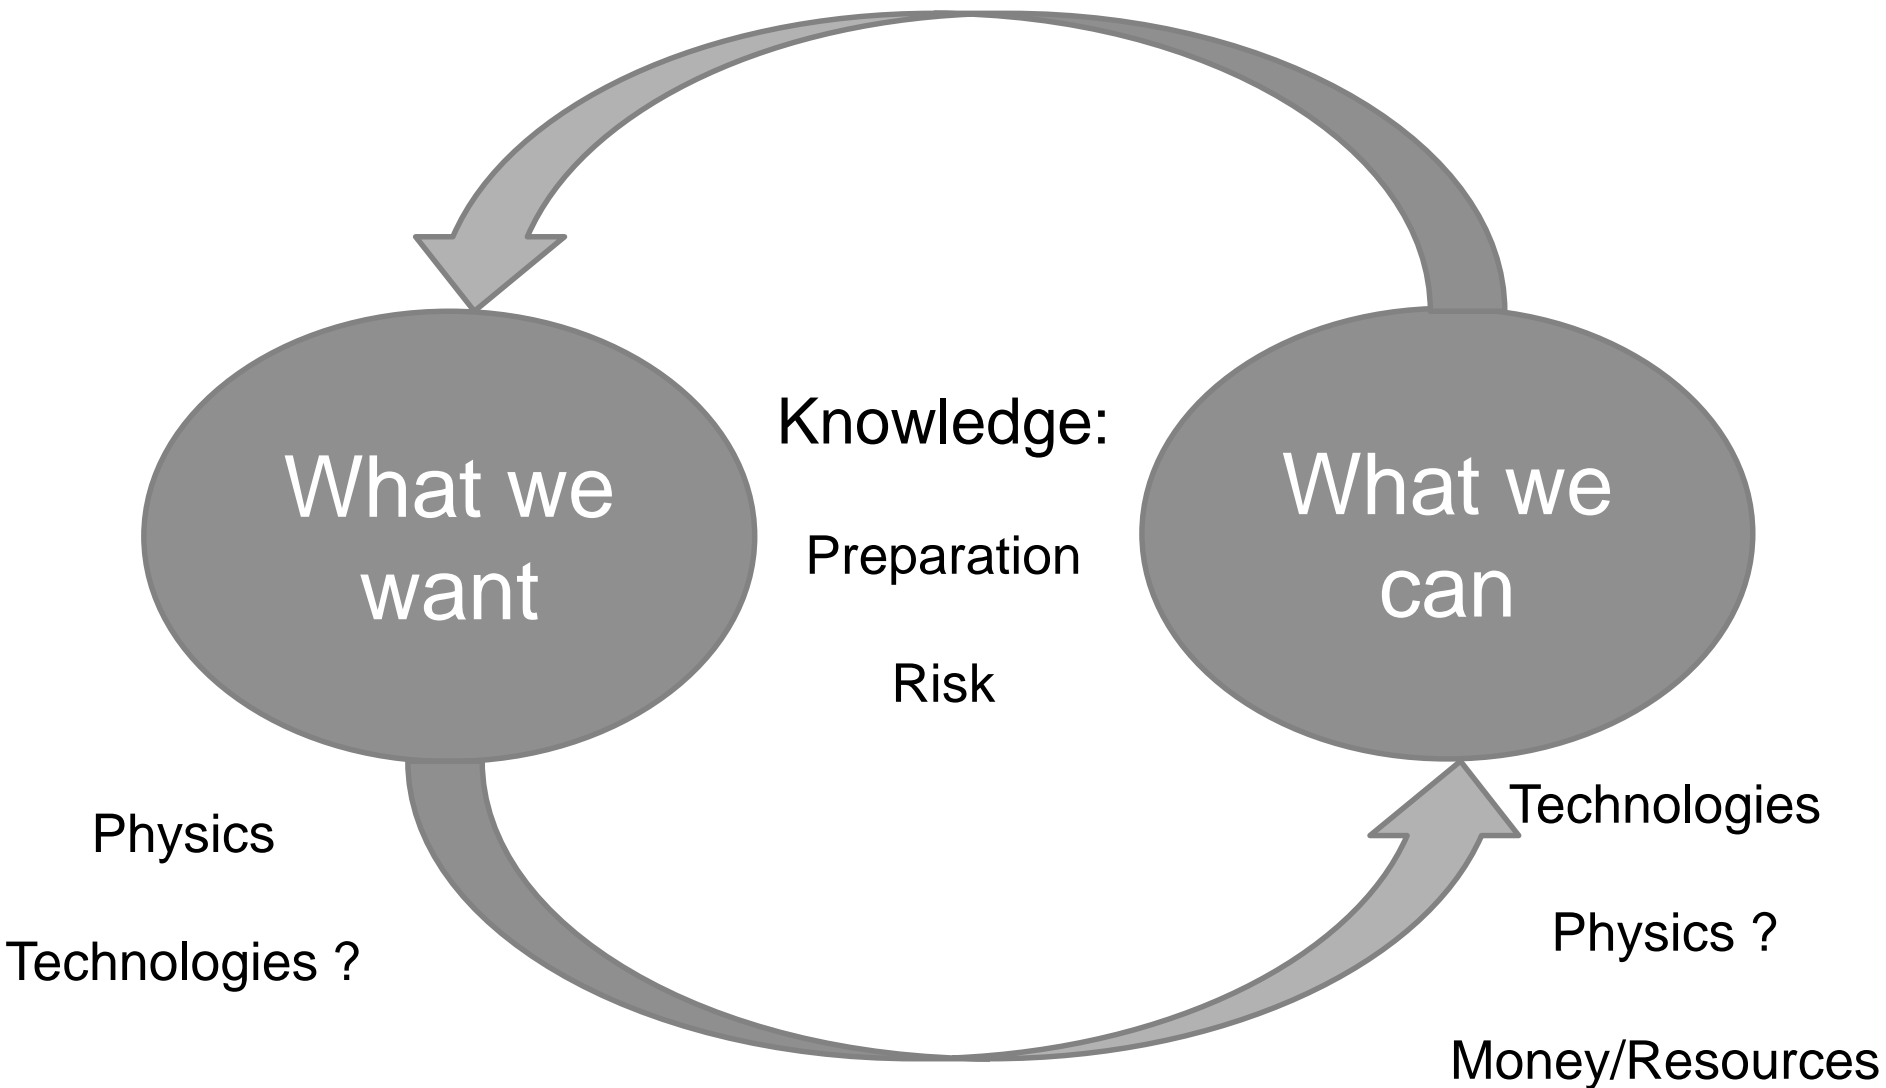 What we
want
Knowledge:
Preparation
Risk
What we
can
Physics
Technologies ?
Technologies
Physics ?
Money/Resources